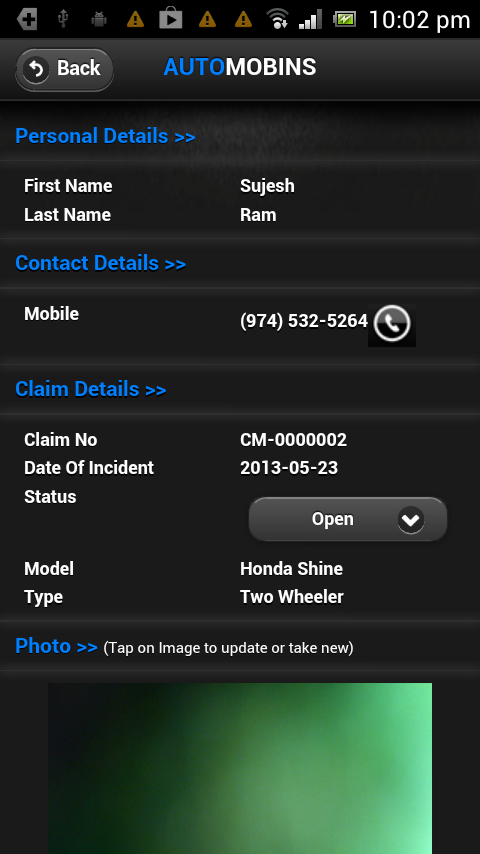 10:02 pm
Back
AUTOMOBINS
Personal Details >>
First Name Sujesh
Last Name Ram
Contact Details >>
Mobile (974) 532-5264
Claim Details >>
Claim No CM-0000002
Date Of Incident 2013-05-23
Status Open
Model Honda Shine
Type Two Wheeler
Photo >> (Tap on Image to update or take new)